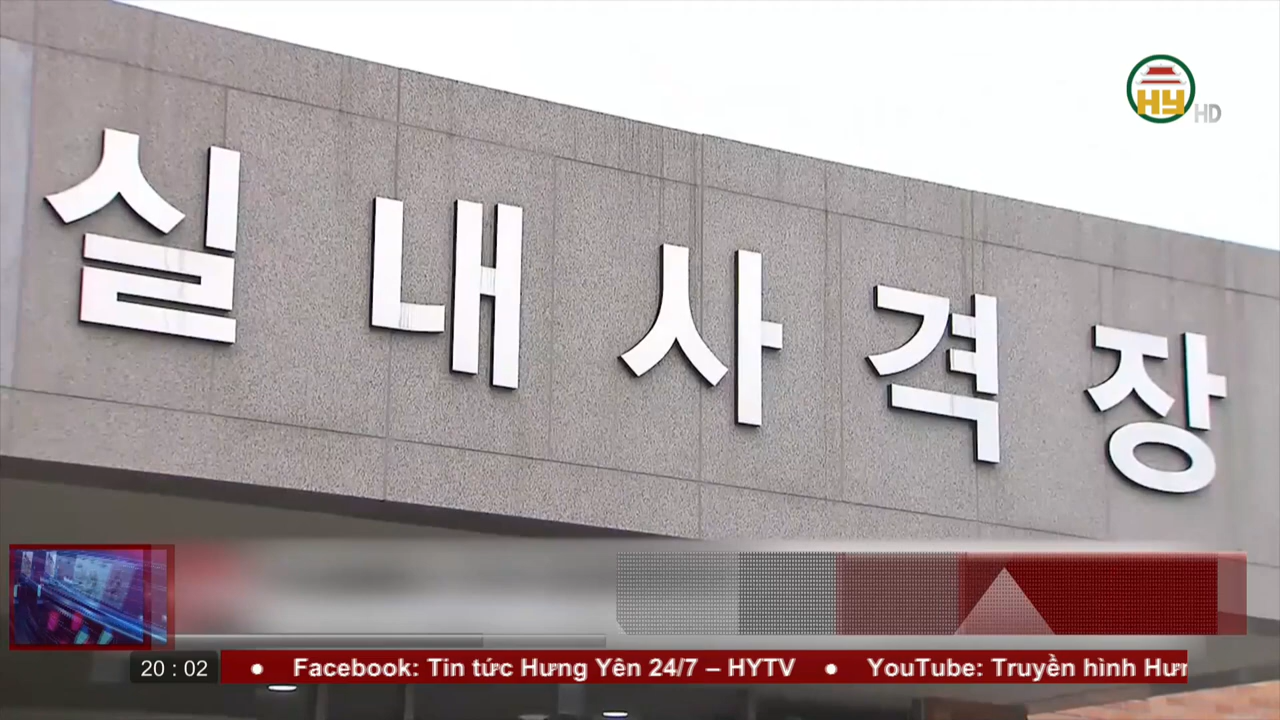 HY HD
실내사격장
20 : 02 • Facebook: Tin tức Hưng Yên 24/7 – HYTV • YouTube: Truyền hình Hưn